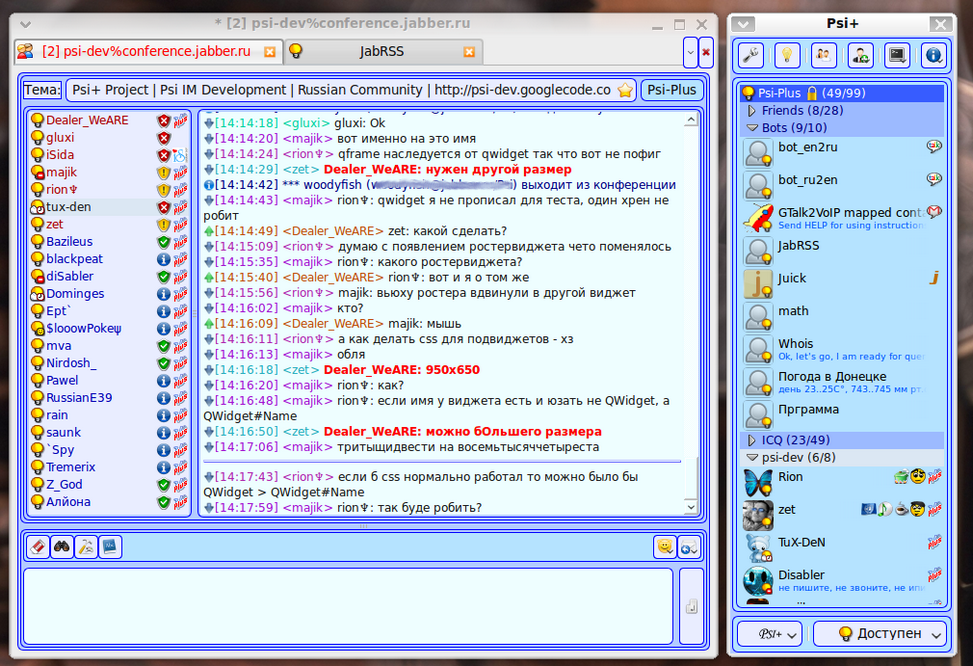 * [2] psi-dev%conference.jabber.ru
[2] psi-dev%conference.jabber.ru
JabRSS
Тема:
Psi+ Project | Psi IM Development | Russian Community | http://psi-dev.googlecode.co
Psi-Plus
Dealer_WeARE
gluxi
iSida
majik
rion♆
tux-den
zet
Bazileus
blackpeat
diSabler
Dominges
Ept`
$looowPokeψ
mva
Nirdosh_
Pawel
RussianE39
rain
saunk
`Spy
Tremerix
Z_God
Алйона
[14:14:18] <gluxi> gluxi: Ok
[14:14:20] <majik> вот именно на это имя
[14:14:24] <rion♆> qframe наследуется от qwidget так что вот не пофиг
[14:14:29] <zet> Dealer_WeARE: нужен другой размер
[14:14:42] *** woodyfish выходит из конференции
[14:14:43] <majik> rion♆: qwidget я не прописал для теста, один хрен не
робит
[14:14:49] <Dealer_WeARE> zet: какой сделать?
[14:15:09] <rion♆> думаю с появлением ростервиджета чето поменялось
[14:15:35] <majik> rion♆: какого ростервиджета?
[14:15:40] <Dealer_WeARE> rion♆: вот и я о том же
[14:15:56] <rion♆> majik: вьюху ростера вдвинули в другой виджет
[14:16:02] <majik> кто?
[14:16:09] <Dealer_WeARE> majik: мышь
[14:16:11] <rion♆> а как делать css для подвиджетов - хз
[14:16:13] <majik> обля
[14:16:18] <zet> Dealer_WeARE: 950x650
[14:16:20] <majik> rion♆: как?
[14:16:48] <majik> rion♆: если имя у виджета есть и юзать не QWidget, а
QWidget#Name
[14:16:50] <zet> Dealer_WeARE: можно бОльшего размера
[14:17:06] <majik> тритыщидвести на восемьтысяччетыреста
[14:17:43] <rion♆> если б css нормально работал то можно было бы
QWidget > QWidget#Name
[14:17:59] <majik> rion♆: так буде робить?
Psi+
Psi-Plus (49/99)
Friends (8/28)
Bots (9/10)
bot_en2ru
bot_ru2en
GTalk2VoIP mapped cont
Send HELP for using instruction
JabRSS
Juick
math
Whois
Ok, let's go, I am ready for que
Погода в Донецке
день 23..25C°, 743..745 мм рт.
Прграмма
ICQ (23/49)
psi-dev (6/8)
Rion
zet
TuX-DeN
Disabler
не пишите, не звоните, не ипи
Psi+
Доступен